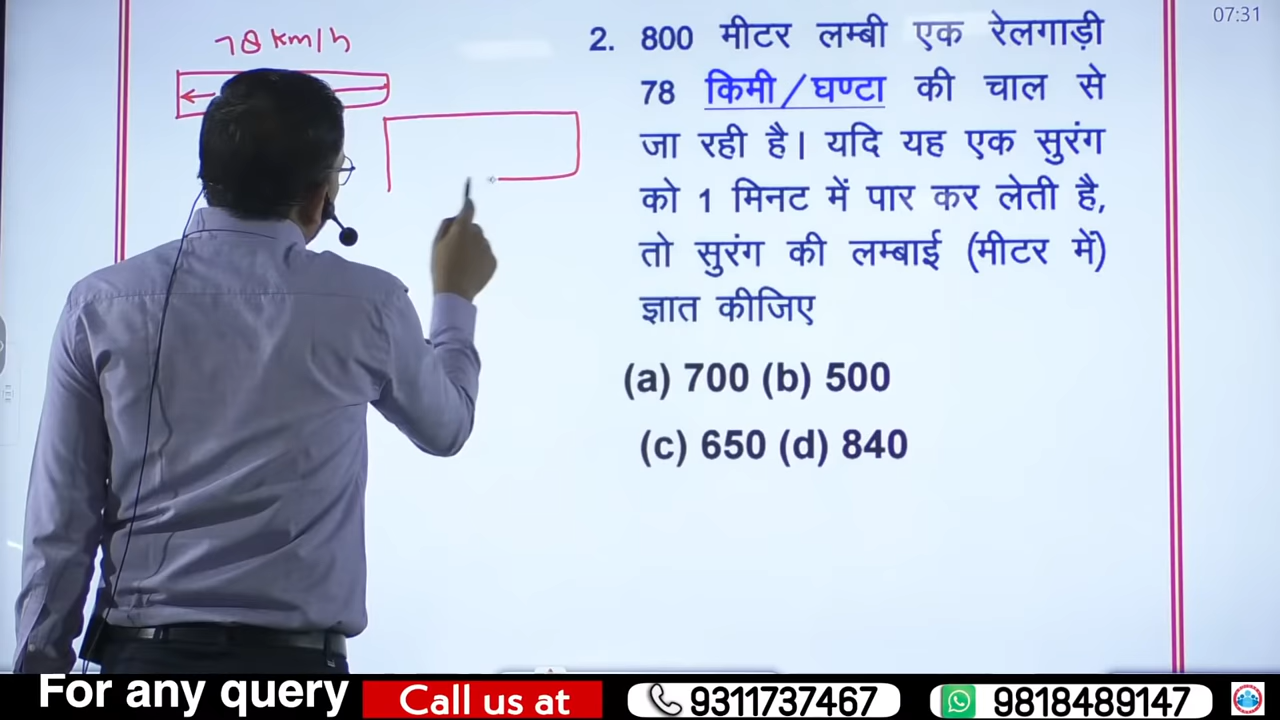 07:31
78 km/h
2. 800 मीटर लम्बी एक रेलगाड़ी
78 किमी/घण्टा की चाल से
जा रही है। यदि यह एक सुरंग
को 1 मिनट में पार कर लेती है,
तो सुरंग की लम्बाई (मीटर में)
ज्ञात कीजिए
(a) 700 (b) 500
(c) 650 (d) 840
For any query Call us at 9311737467 9818489147